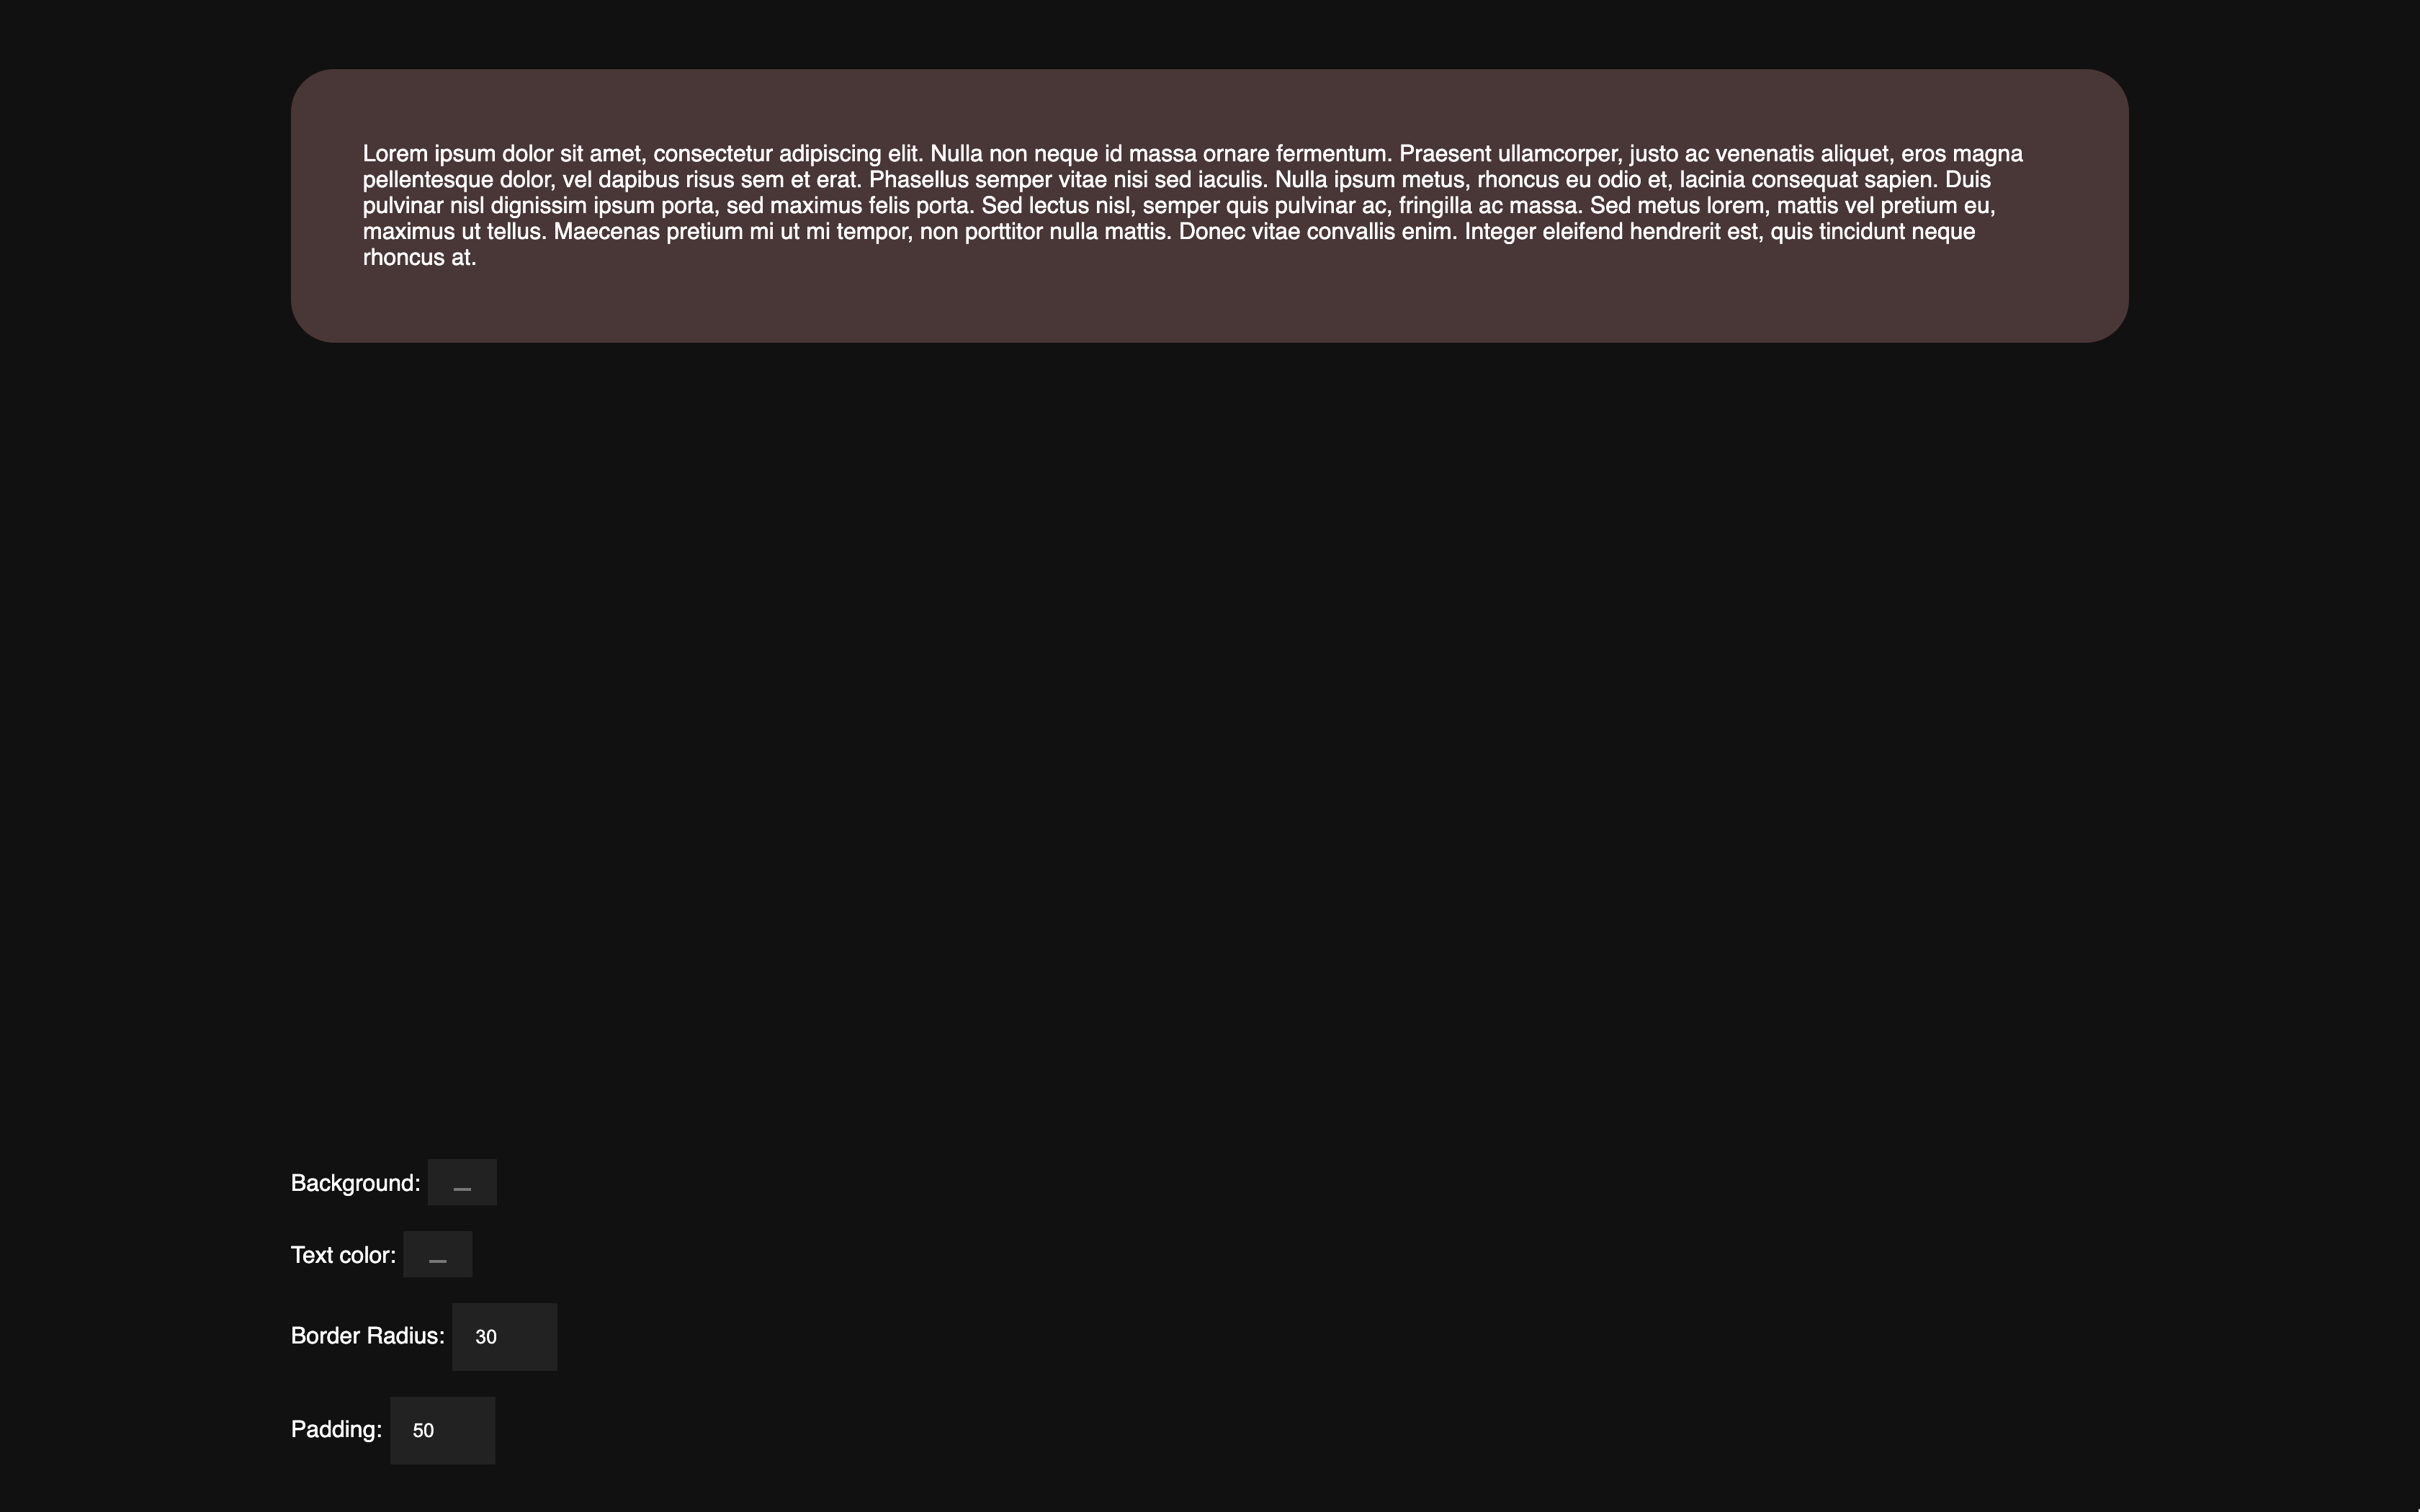 Lorem ipsum dolor sit amet, consectetur adipiscing elit. Nulla non neque id massa ornare fermentum. Praesent ullamcorper, justo ac venenatis aliquet, eros magna
pellentesque dolor, vel dapibus risus sem et erat. Phasellus semper vitae nisi sed iaculis. Nulla ipsum metus, rhoncus eu odio et, lacinia consequat sapien. Duis
pulvinar nisl dignissim ipsum porta, sed maximus felis porta. Sed lectus nisl, semper quis pulvinar ac, fringilla ac massa. Sed metus lorem, mattis vel pretium eu,
maximus ut tellus. Maecenas pretium mi ut mi tempor, non porttitor nulla mattis. Donec vitae convallis enim. Integer eleifend hendrerit est, quis tincidunt neque
rhoncus at.
Background:
Text color:
Border Radius: 30
Padding: 50